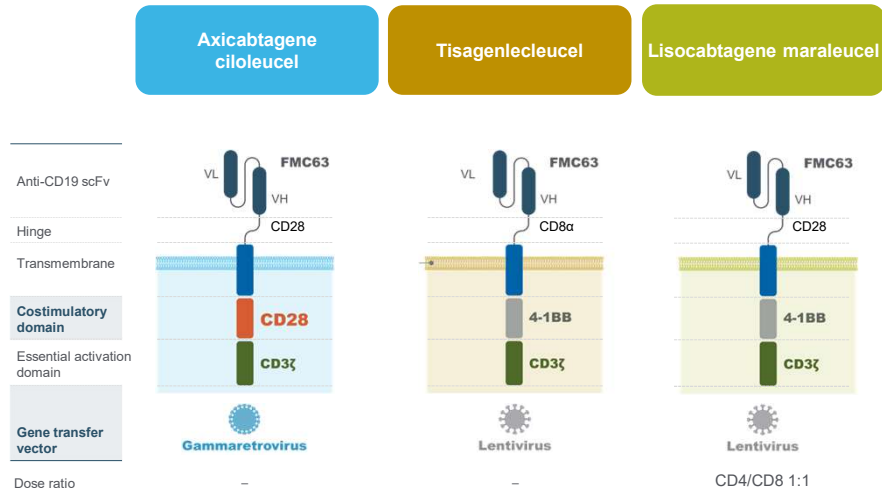 Axicabtagene
ciloleucel
Tisagenlecleucel
Lisocabtagene maraleucel
Anti-CD19 scFv
VL
FMC63
VH
VL
FMC63
VH
VL
FMC63
VH
Hinge
CD28
CD8α
CD28
Transmembrane
Costimulatory
domain
CD28
4-1BB
4-1BB
Essential activation
domain
CD3ζ
CD3ζ
CD3ζ
Gene transfer
vector
Gammaretrovirus
Lentivirus
Lentivirus
Dose ratio
–
–
CD4/CD8 1:1